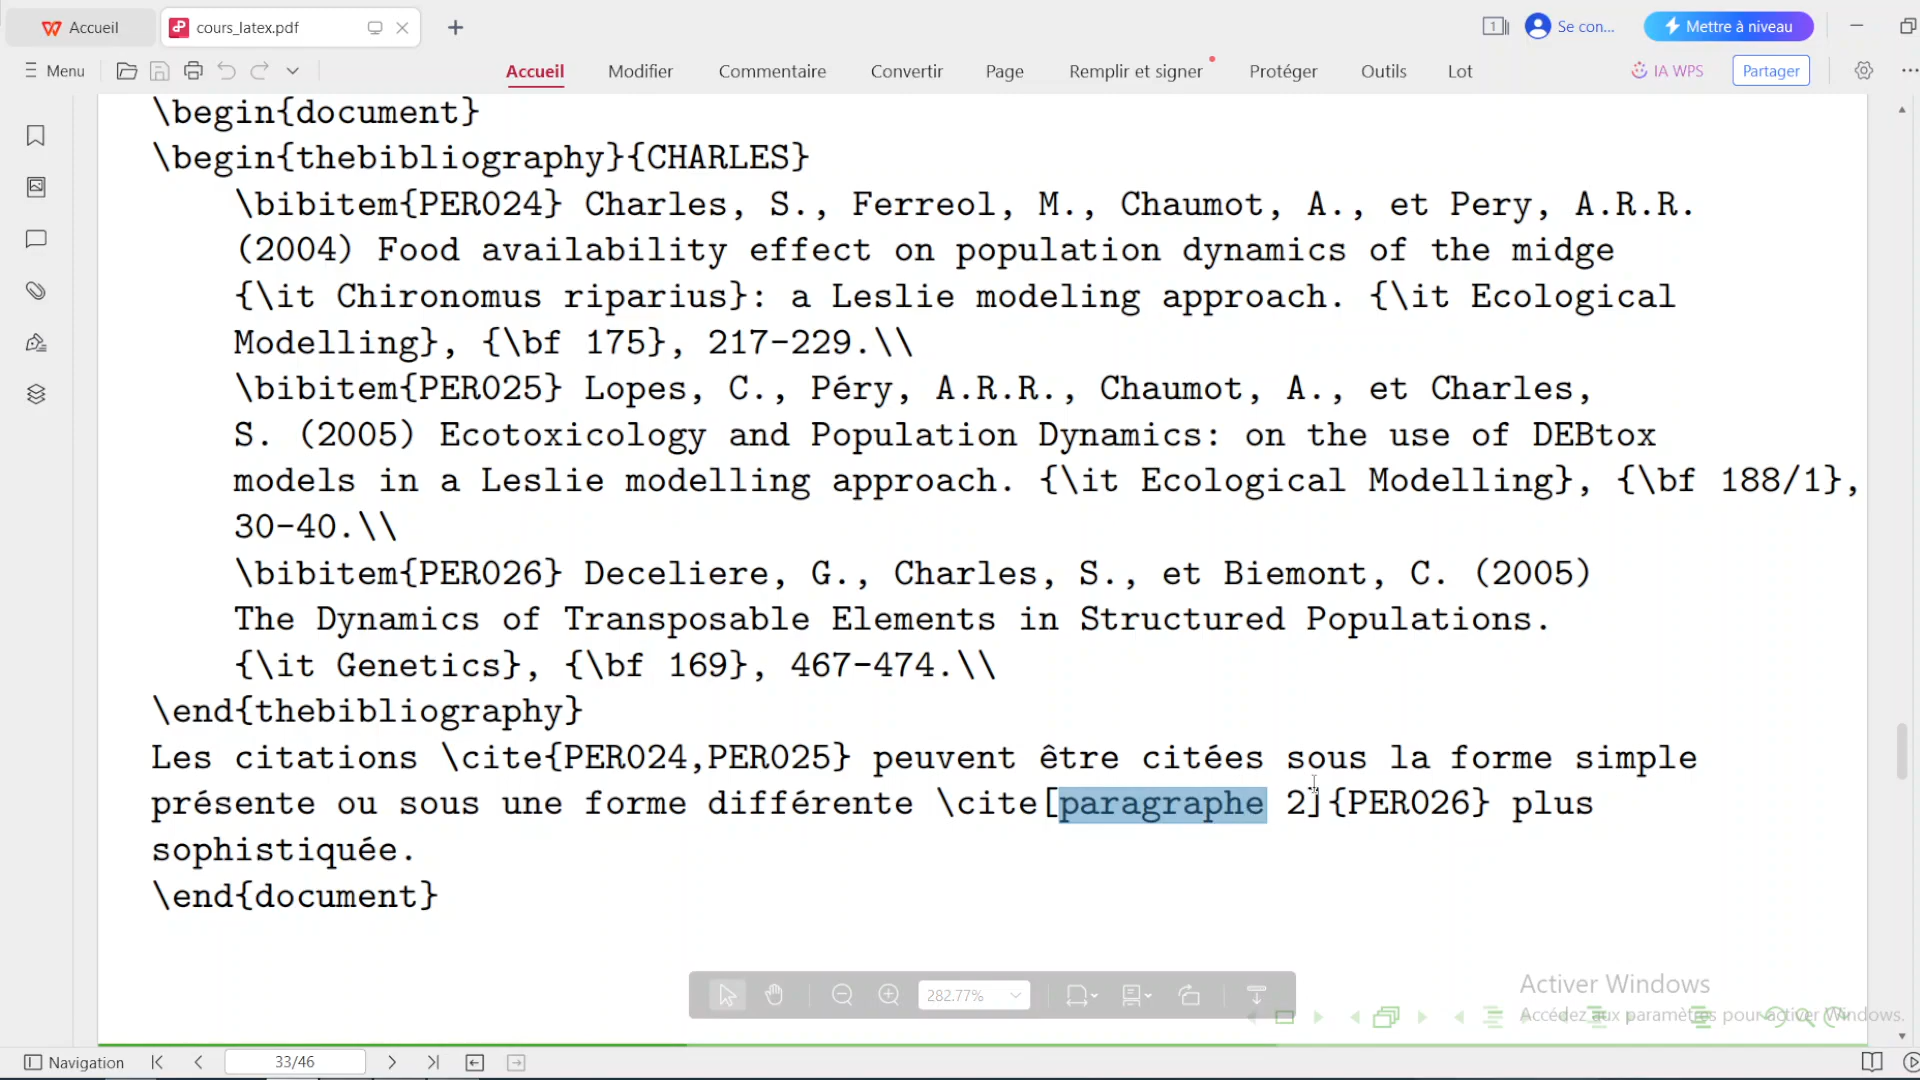 Accueil
cours_latex.pdf
Se con...
Mettre à niveau
Menu
Accueil
Modifier
Commentaire
Convertir
Page
Remplir et signer
Protéger
Outils
Lot
IA WPS
Partager
\begin{document}
\begin{thebibliography}{CHARLES}
\bibitem{PER024} Charles, S., Ferreol, M., Chaumot, A., et Pery, A.R.R.
(2004) Food availability effect on population dynamics of the midge
{\it Chironomus riparius}: a Leslie modeling approach. {\it Ecological
Modelling}, {\bf 175}, 217-229.\\
\bibitem{PER025} Lopes, C., Péry, A.R.R., Chaumot, A., et Charles,
S. (2005) Ecotoxicology and Population Dynamics: on the use of DEBtox
models in a Leslie modelling approach. {\it Ecological Modelling}, {\bf 188/1},
30-40.\\
\bibitem{PER026} Deceliere, G., Charles, S., et Biemont, C. (2005)
The Dynamics of Transposable Elements in Structured Populations.
{\it Genetics}, {\bf 169}, 467-474.\\
\end{thebibliography}
Les citations \cite{PER024,PER025} peuvent être citées sous la forme simple
présente ou sous une forme différente \cite[paragraphe 2]{PER026} plus
sophistiquée.
\end{document}
282.77%
Activer Windows
Accédez aux paramètres pour activer Windows.
Navigation
33/46